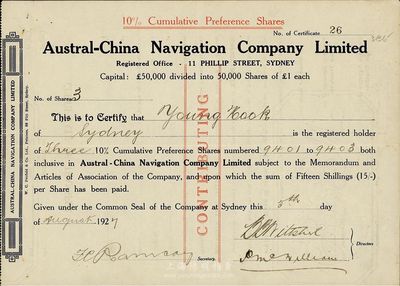 10% Cumulative Preference Shares
No. of Certificate 26
Austral-China Navigation Company Limited
Registered Office - 11 PHILLIP STREET, SYDNEY
Capital: £50,000 divided into 50,000 Shares of £1 each
No. of Shares 3
This is to Certify that Young Hook
of Sydney is the registered holder
of Three 10% Cumulative Preference Shares numbered 9401 to 9403 both
inclusive in Austral-China Navigation Company Limited subject to the Memorandum and
Articles of Association of the Company, and upon which the sum of Fifteen Shillings (15/-)
per Share has been paid.
Given under the Common Seal of the Company at Sydney this 5th day
of August 1927
Directors
Secretary.
CONTRIBUTING
AUSTRAL-CHINA NAVIGATION COMPANY LIMITED